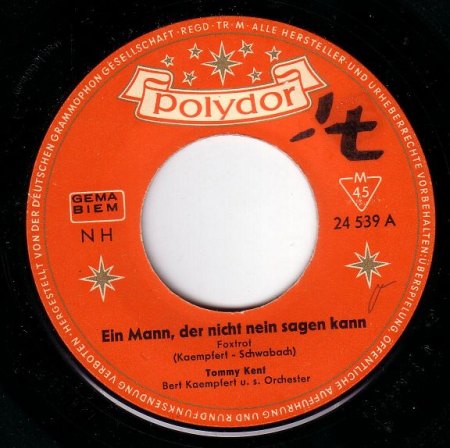 HERGESTELLT VON DER DEUTSCHEN GRAMMOPHON GESELLSCHAFT · REGD·TR·M·ALLE HERSTELLER UND URHEBERRECHTE VORBEHALTEN: ÜBERSPIELUNG, ÖFFENTLICHE AUFFÜHRUNG UND RUNDFUNKSENDUNG VERBOTEN·
polydor
GEMA
BIEM
NH
M
45
24 539 A
Ein Mann, der nicht nein sagen kann
Foxtrot
(Kaempfert - Schwabach)
Tommy Kent
Bert Kaempfert u. s. Orchester